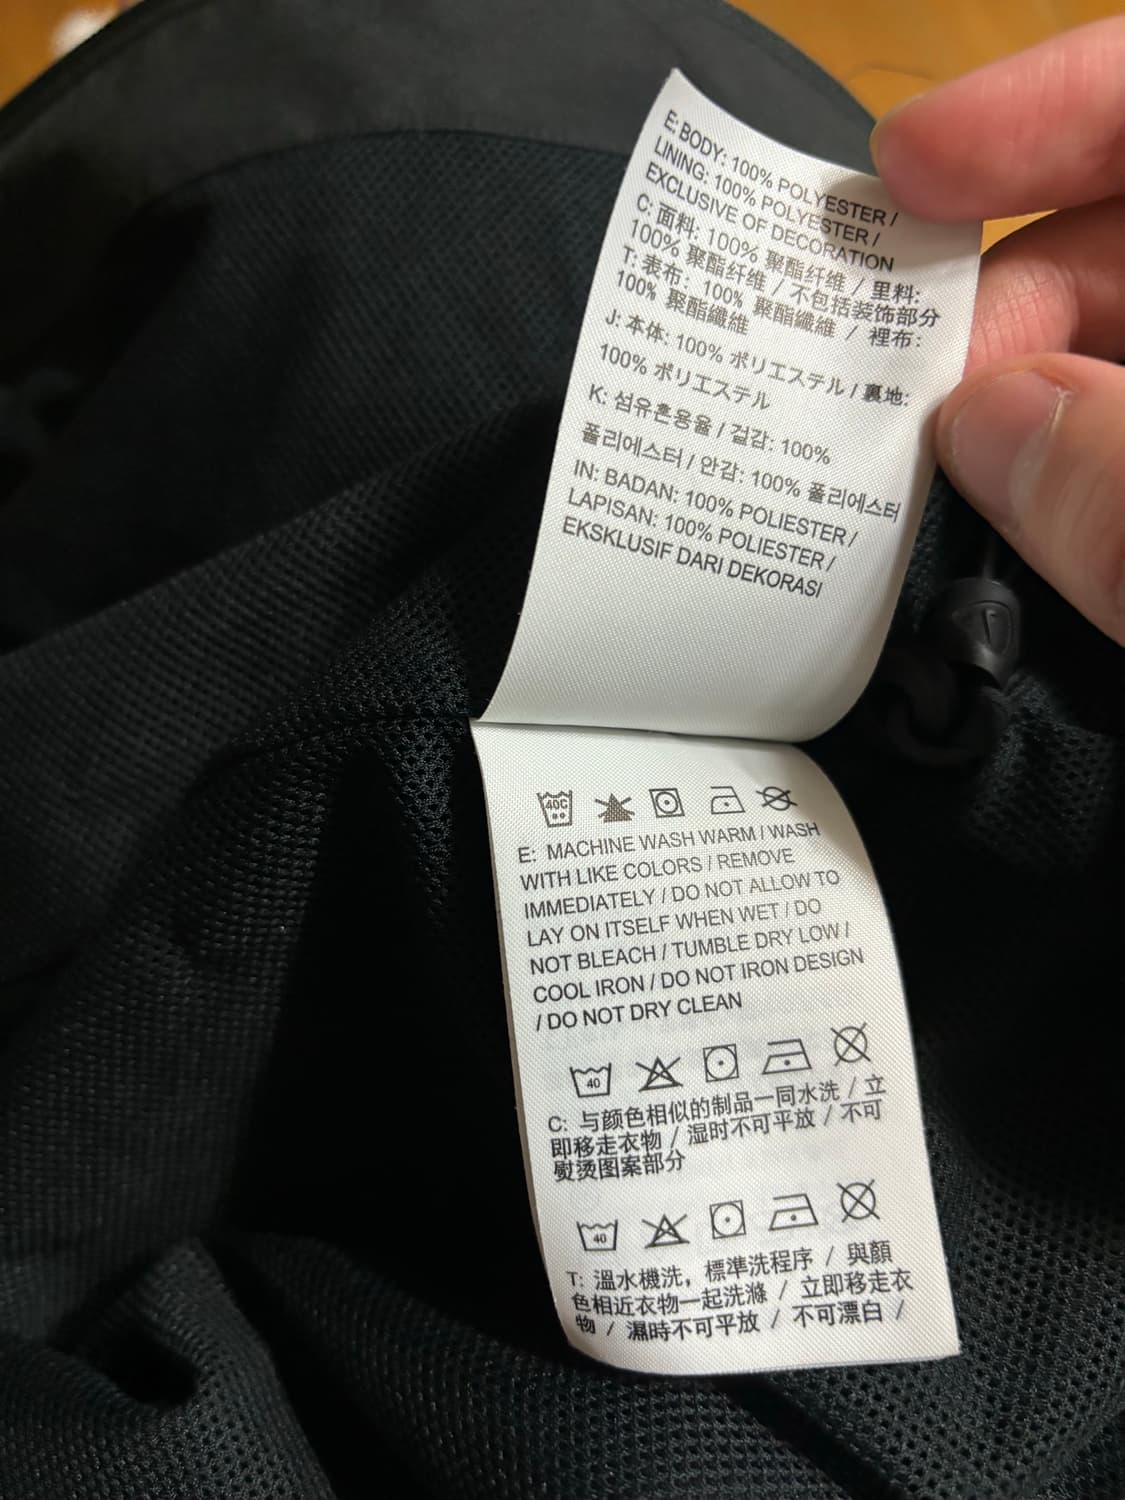 E: BODY: 100% POLYESTER /
LINING: 100% POLYESTER /
EXCLUSIVE OF DECORATION
C: 面料: 100% 聚酯纤维 / 里料:
100% 聚酯纤维 / 不包括装饰部分
T: 表布: 100% 聚酯纖維 / 裡布:
100% 聚酯纖維
J: 本体: 100% ポリエステル / 裏地:
100% ポリエステル
K: 섬유혼용율 / 겉감: 100%
폴리에스터 / 안감: 100% 폴리에스터
IN: BADAN: 100% POLIESTER /
LAPISAN: 100% POLIESTER /
EKSKLUSIF DARI DEKORASI
40C
E: MACHINE WASH WARM / WASH
WITH LIKE COLORS / REMOVE
IMMEDIATELY / DO NOT ALLOW TO
LAY ON ITSELF WHEN WET / DO
NOT BLEACH / TUMBLE DRY LOW /
COOL IRON / DO NOT IRON DESIGN
/ DO NOT DRY CLEAN
40
C: 与颜色相似的制品一同水洗 / 立
即移走衣物 / 湿时不可平放 / 不可
熨烫图案部分
40
T: 溫水機洗, 標準洗程序 / 與顏
色相近衣物一起洗滌 / 立即移走衣
物 / 濕時不可平放 / 不可漂白 /